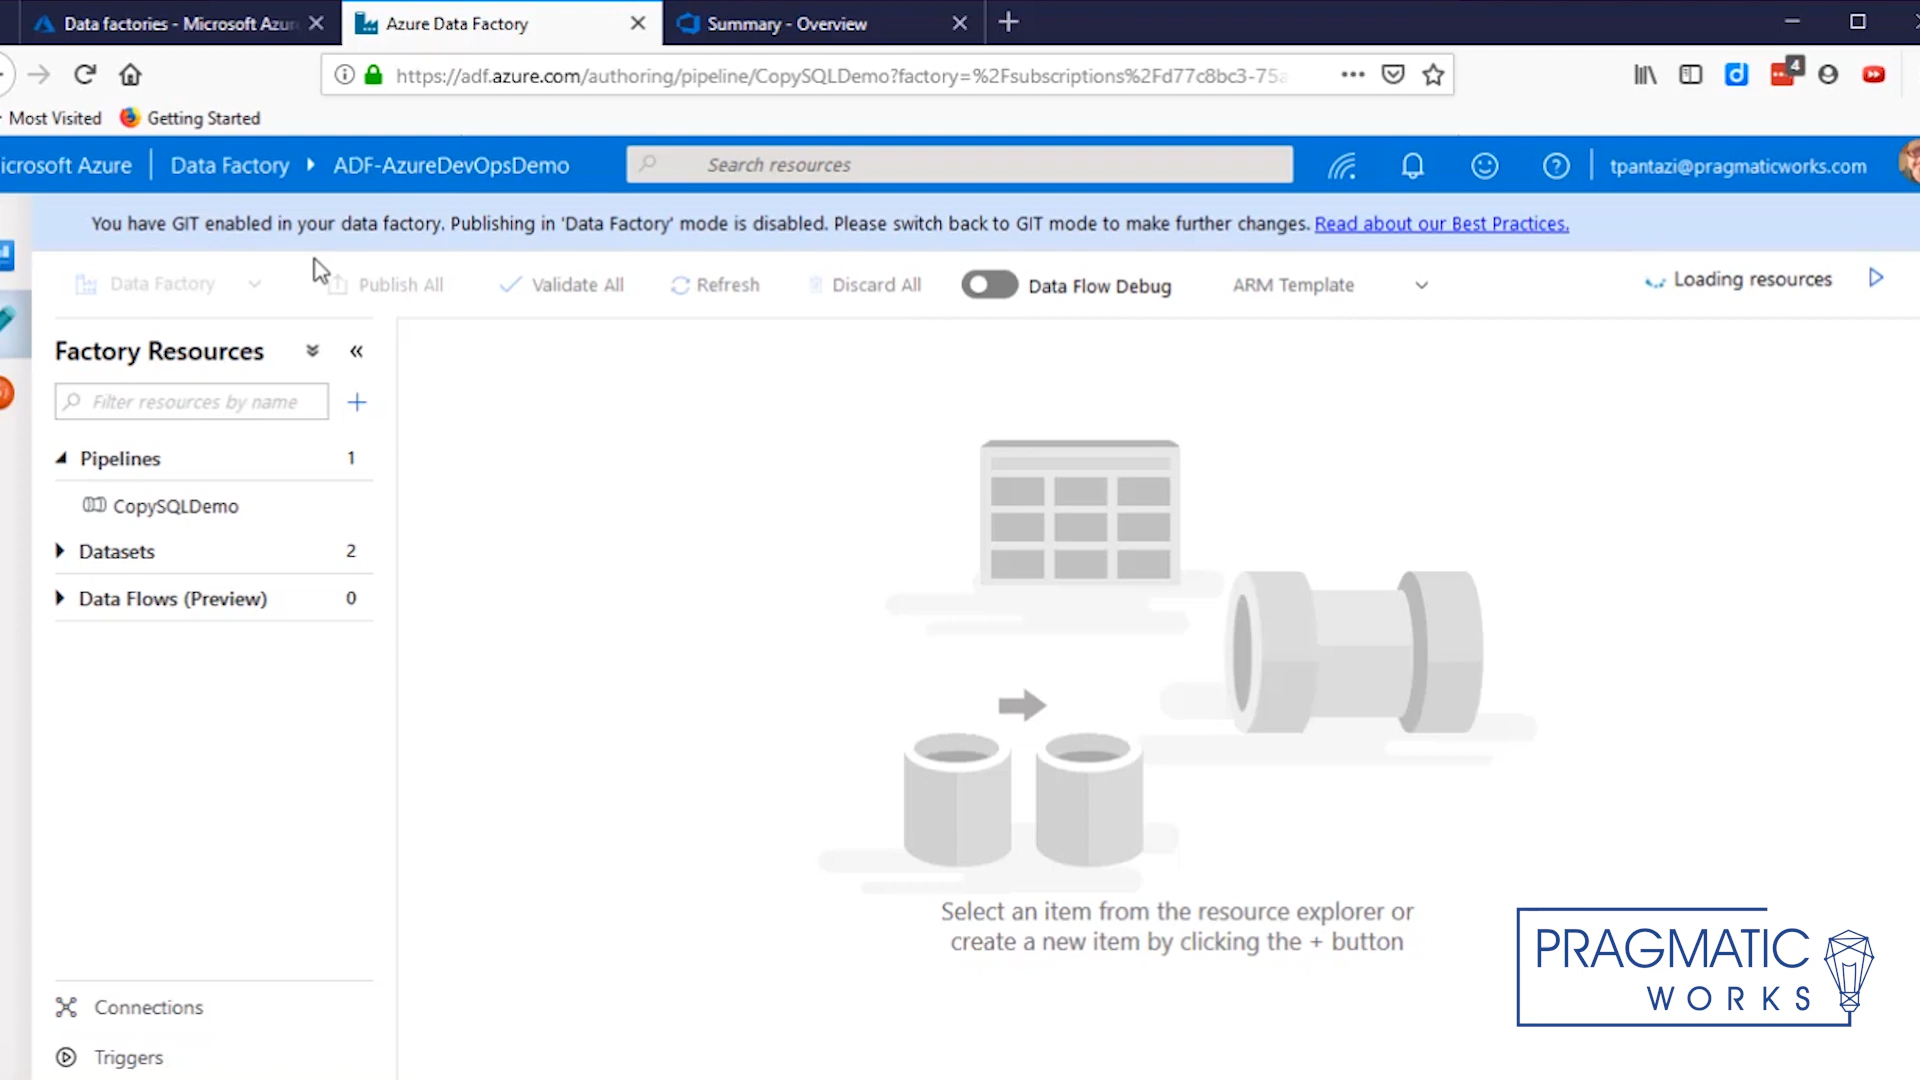 Data factories - Microsoft Azur
Azure Data Factory
Summary - Overview
https://adf.azure.com/authoring/pipeline/CopySQLDemo?factory=%2Fsubscriptions%2Fd77c8bc3-75a
4
Most Visited
Getting Started
icrosoft Azure
Data Factory
ADF-AzureDevOpsDemo
Search resources
tpantazi@pragmaticworks.com
You have GIT enabled in your data factory. Publishing in 'Data Factory' mode is disabled. Please switch back to GIT mode to make further changes. Read about our Best Practices.
Data Factory
Publish All
Validate All
Refresh
Discard All
Data Flow Debug
ARM Template
Loading resources
Factory Resources
Filter resources by name
Pipelines 1
CopySQLDemo
Datasets 2
Data Flows (Preview) 0
Select an item from the resource explorer or
create a new item by clicking the + button
Connections
Triggers
PRAGMATIC
WORKS